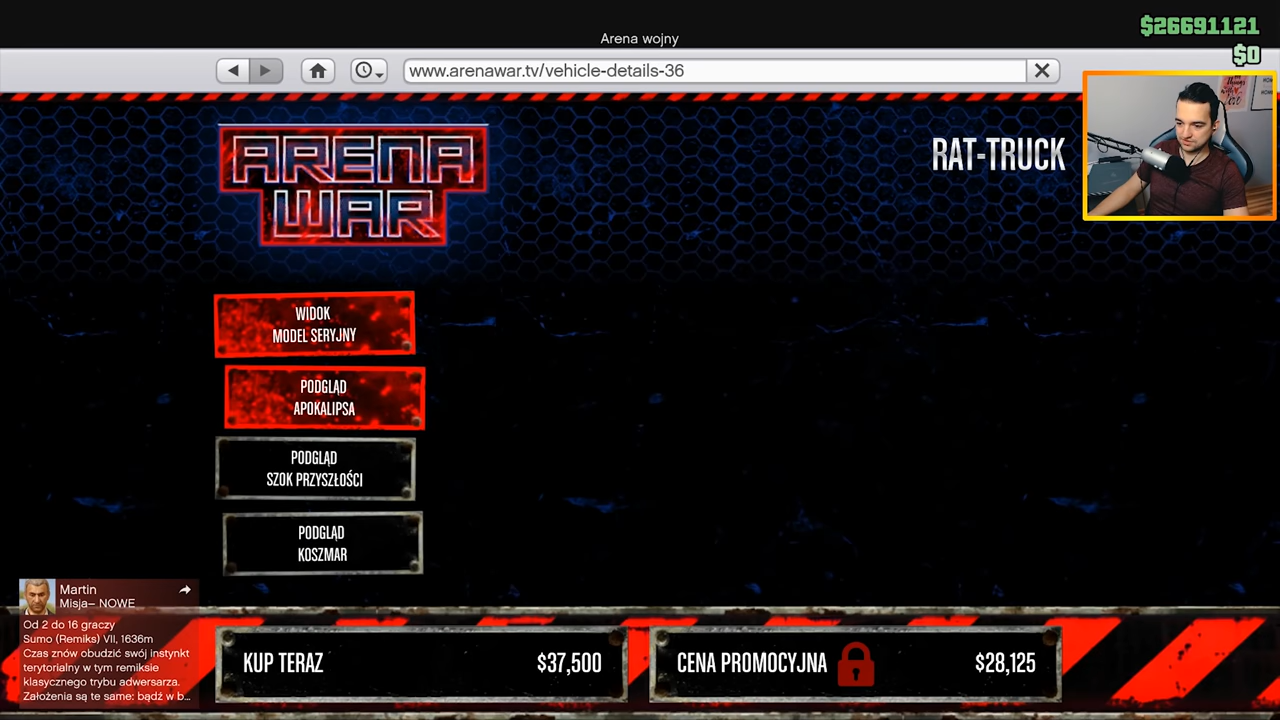 $26691121
Arena wojny
$0
www.arenawar.tv/vehicle-details-36
ARENA
WAR
RAT-TRUCK
WIDOK
MODEL SERYJNY
PODGLĄD
APOKALIPSA
PODGLĄD
SZOK PRZYSZŁOŚCI
PODGLĄD
KOSZMAR
Martin
Misja– NOWE
Od 2 do 16 graczy
Sumo (Remiks) VII, 1636m
Czas znów obudzić swój instynkt
terytorialny w tym remiksie
klasycznego trybu adwersarza.
Założenia są te same: bądź w b...
KUP TERAZ $37,500
CENA PROMOCYJNA $28,125